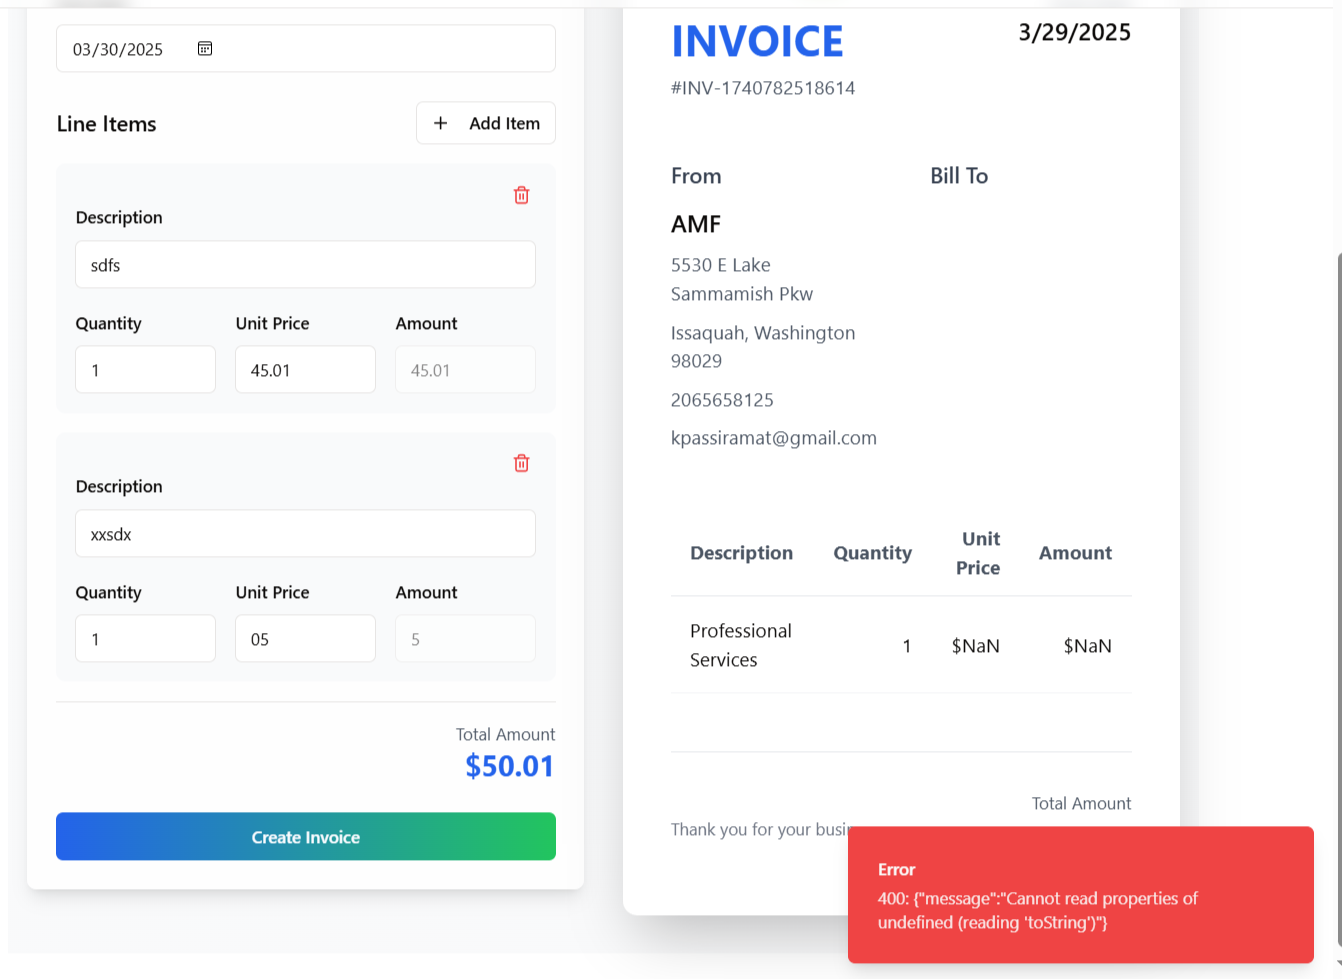 03/30/2025
Line Items
+ Add Item
Description
sdfs
Quantity Unit Price Amount
1 45.01 45.01
Description
xxsdx
Quantity Unit Price Amount
1 05 5
Total Amount
$50.01
Create Invoice
INVOICE
3/29/2025
#INV-1740782518614
From
Bill To
AMF
5530 E Lake
Sammamish Pkw
Issaquah, Washington
98029
2065658125
kpassiramat@gmail.com
Description Quantity Unit Price Amount
Professional Services 1 $NaN $NaN
Total Amount
Thank you for your
Error
400: {"message":"Cannot read properties of
undefined (reading 'toString')"}